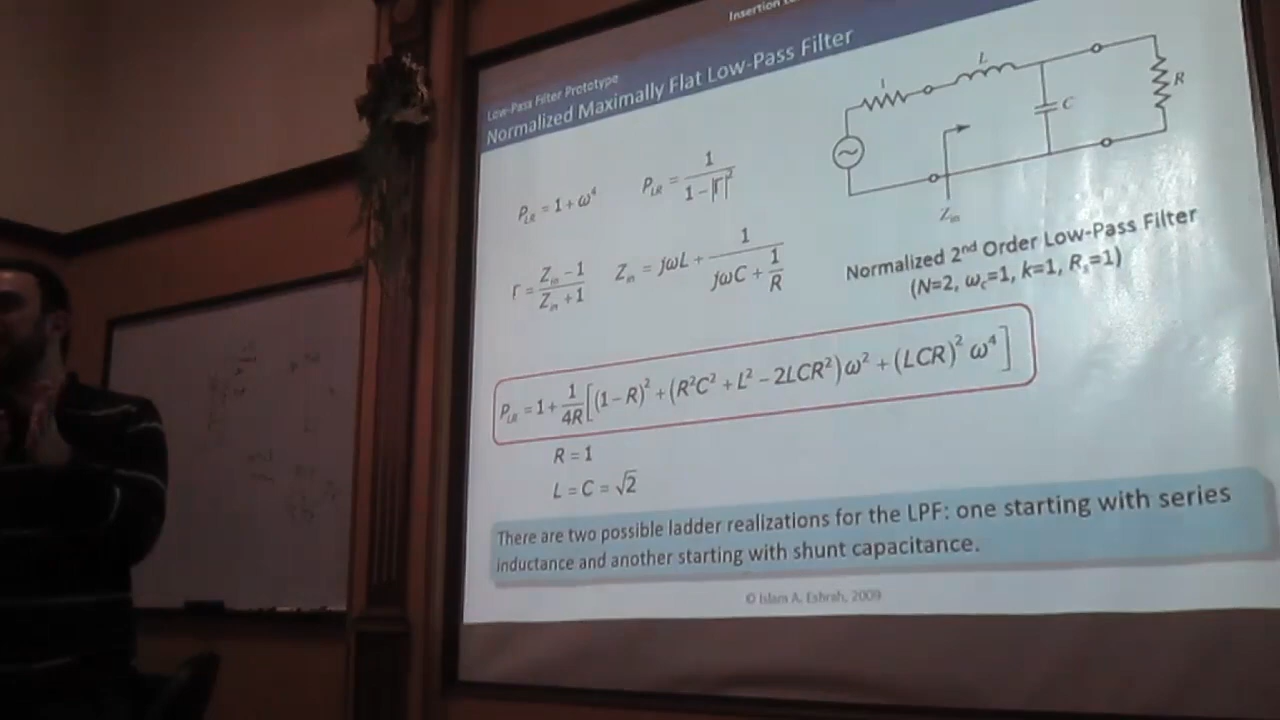 Insertion
Low-Pass Filter Prototype
Normalized Maximally Flat Low-Pass Filter
P_LR = 1 + ω⁴
P_LR = 1 / (1 − |Γ|²)
Γ = (Z_in − 1) / (Z_in + 1)
Z_in = jωL + 1 / (jωC + 1/R)
1
L
C
R
Z_in
Normalized 2nd Order Low-Pass Filter
(N=2, ω_c=1, k=1, R_s=1)
P_LR = 1 + 1/4R [(1 − R)² + (R²C² + L² − 2LCR²)ω² + (LCR)² ω⁴]
R = 1
L = C = √2
There are two possible ladder realizations for the LPF: one starting with series
inductance and another starting with shunt capacitance.
© Islam A. Eshrah, 2009